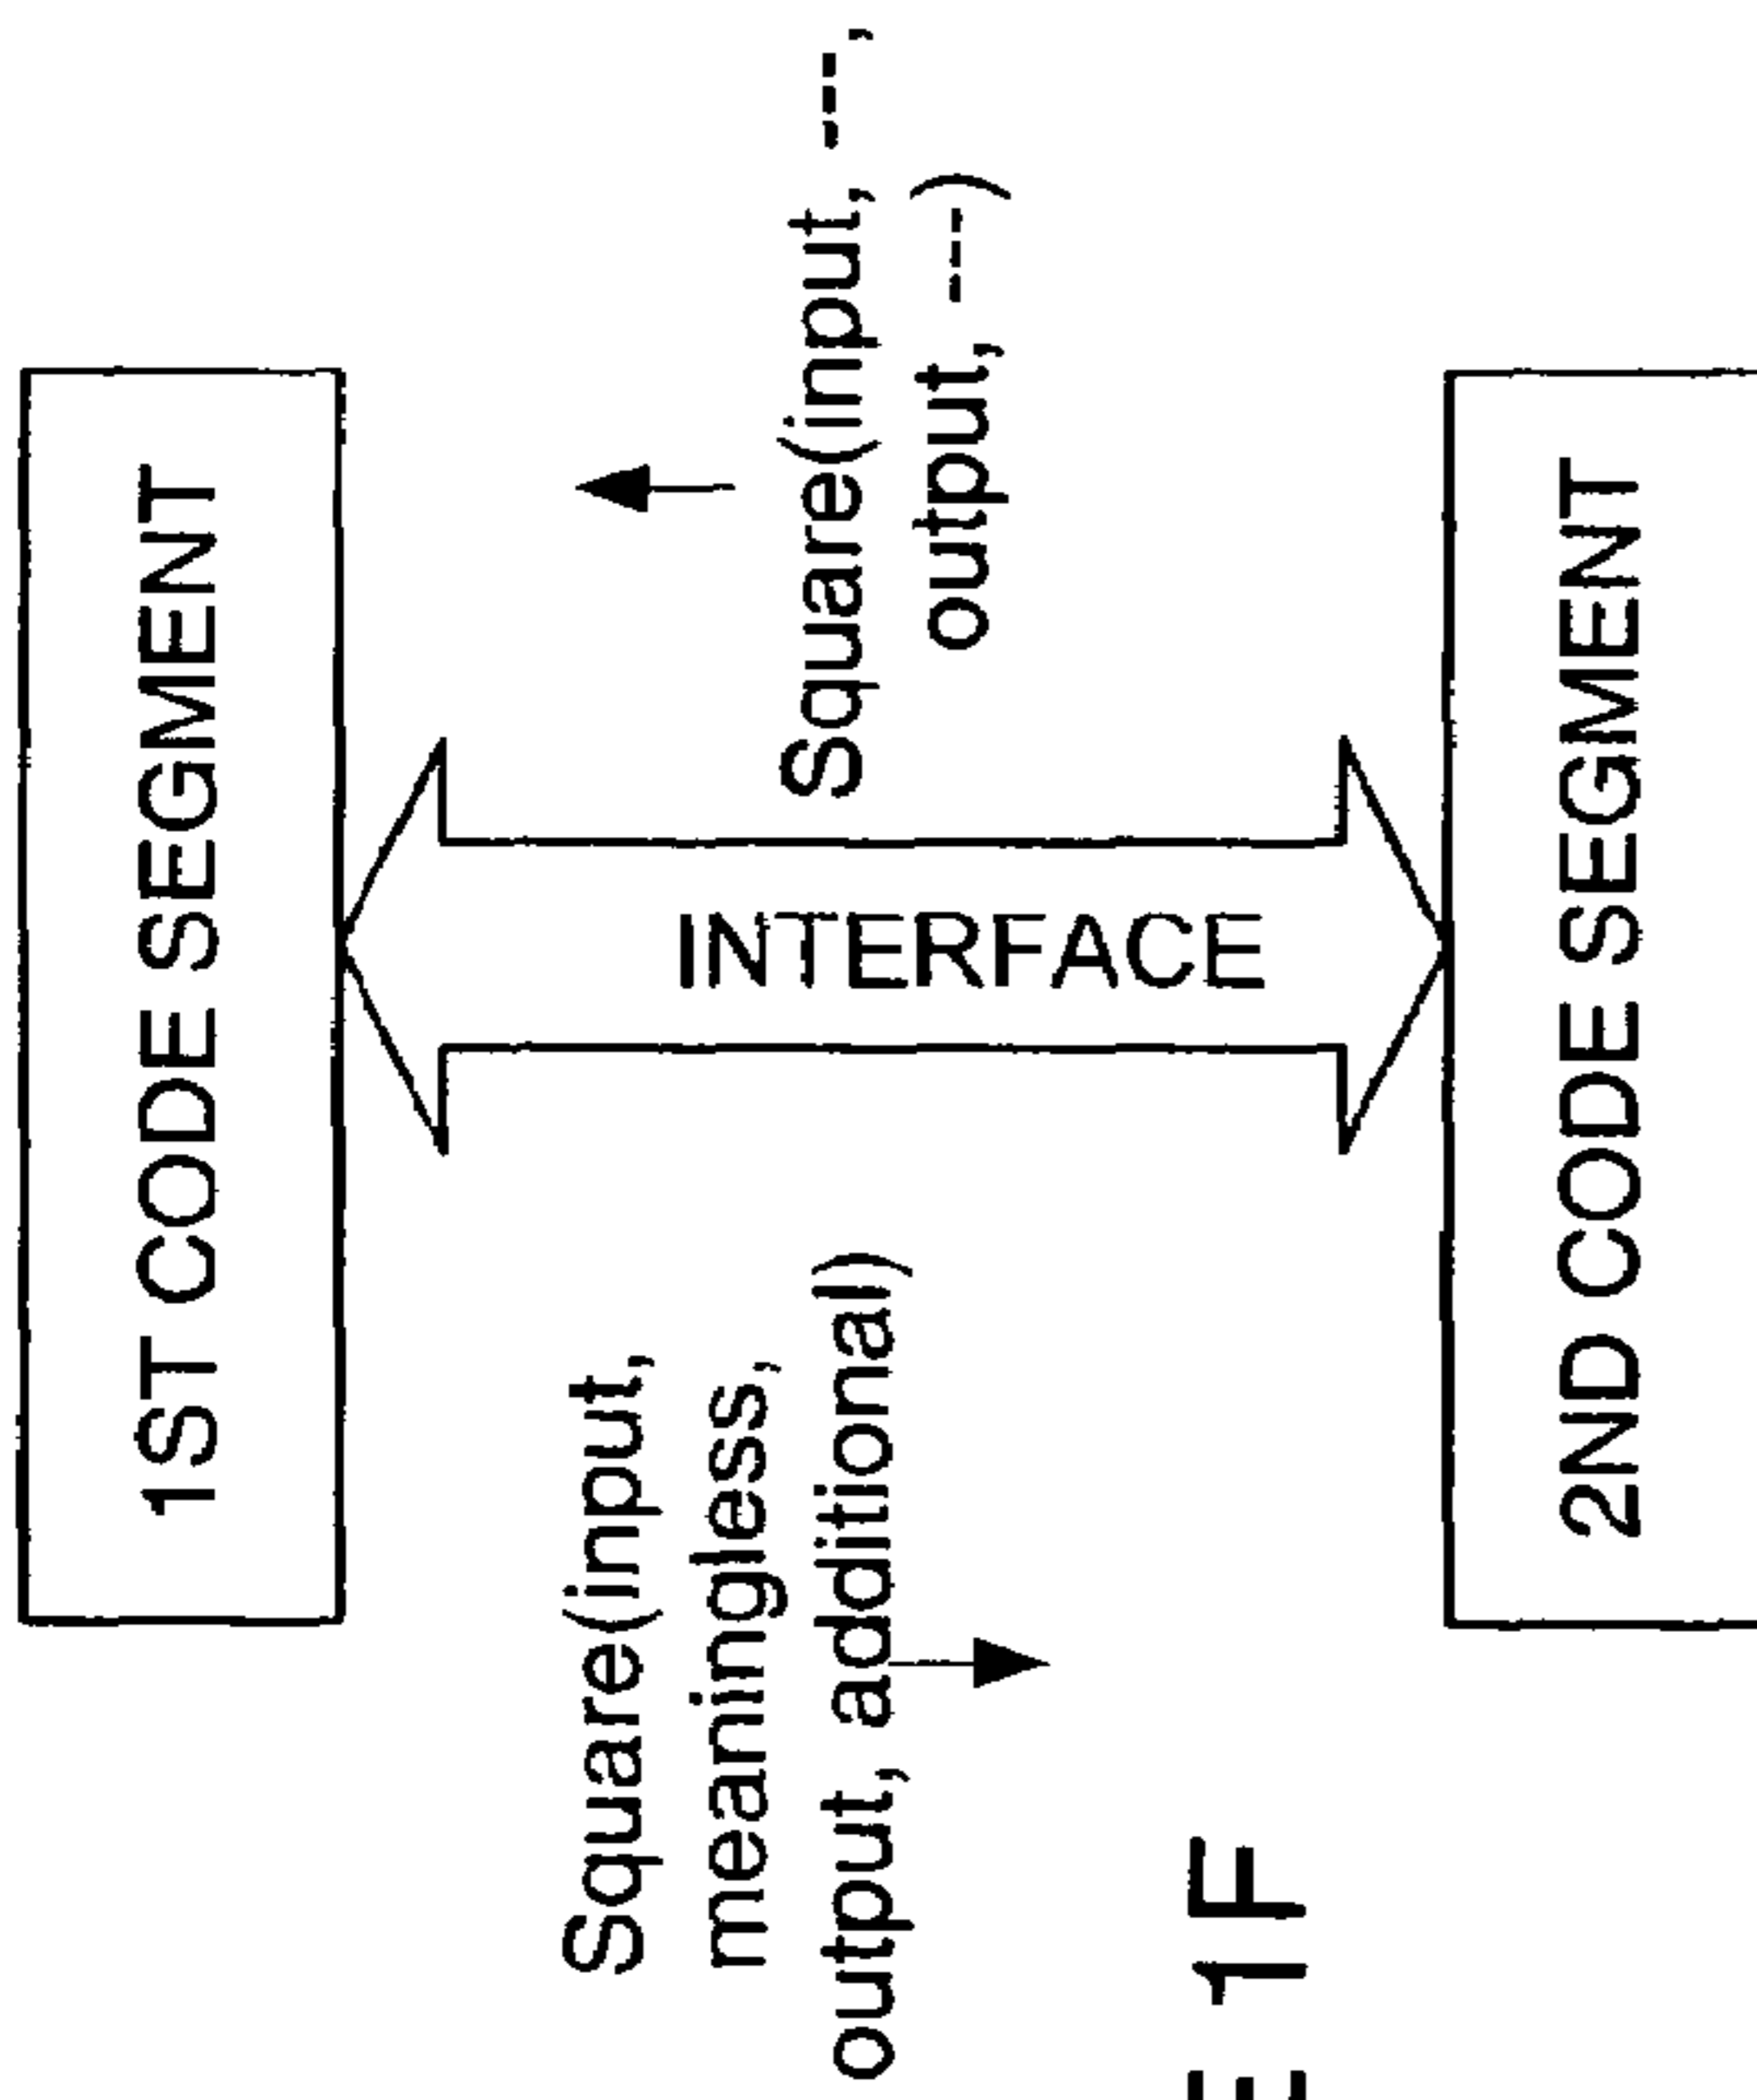 1ST CODE SEGMENT
Square(input,
meaningless,
output, additional)
INTERFACE
Square(input, ---,
output, ---)
2ND CODE SEGMENT
E 1F